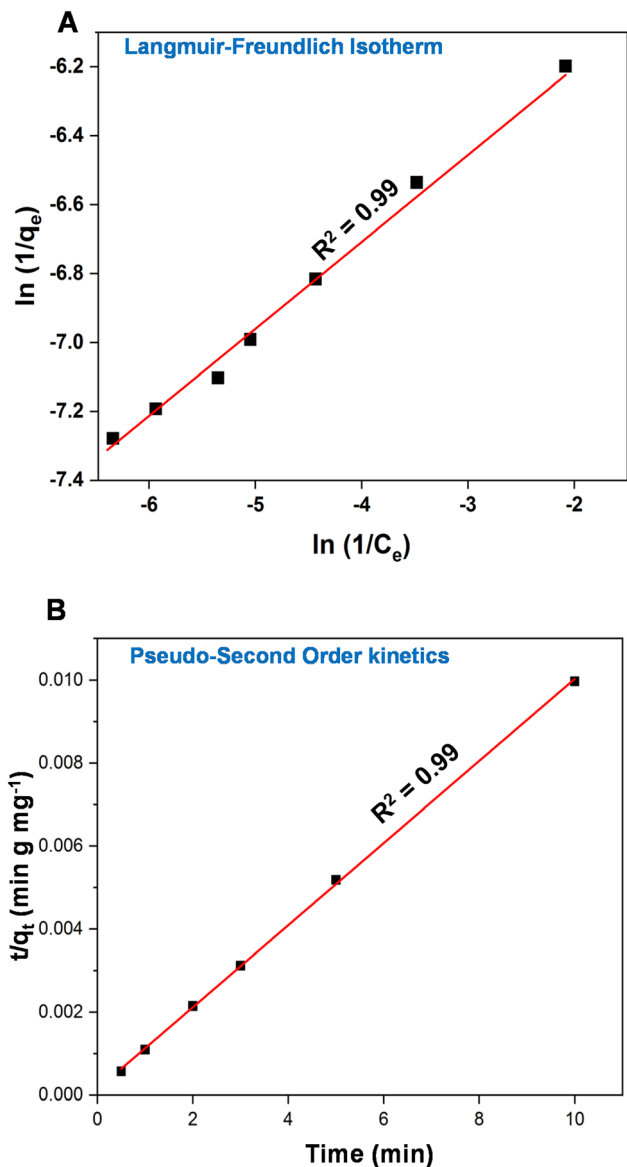 A
Langmuir-Freundlich Isotherm
-6.2
-6.4
-6.6
-6.8
-7.0
-7.2
-7.4
ln (1/qₑ)
R² = 0.99
-6 -5 -4 -3 -2
ln (1/Cₑ)
B
Pseudo-Second Order kinetics
0.010
0.008
0.006
0.004
0.002
0.000
t/qₜ (min g mg⁻¹)
R² = 0.99
0 2 4 6 8 10
Time (min)